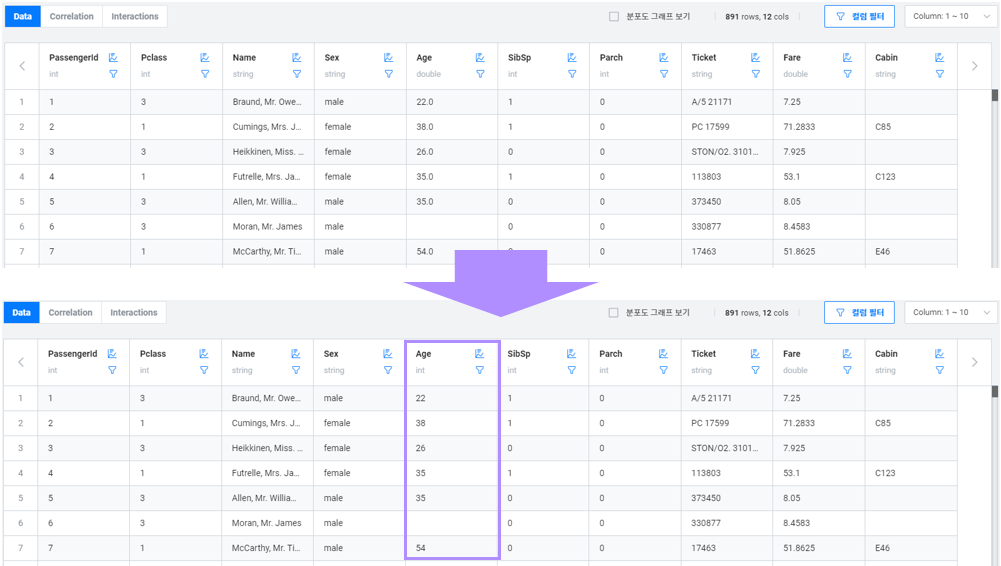 Data Correlation Interactions 분포도 그래프 보기 891 rows, 12 cols 컬럼 필터 Column: 1 ~ 10
PassengerId Pclass Name Sex Age SibSp Parch Ticket Fare Cabin
int int string string double int int string double string
1 1 3 Braund, Mr. Owe... male 22.0 1 0 A/5 21171 7.25
2 2 1 Cumings, Mrs. J... female 38.0 1 0 PC 17599 71.2833 C85
3 3 3 Heikkinen, Miss. ... female 26.0 0 0 STON/O2. 3101... 7.925
4 4 1 Futrelle, Mrs. Ja... female 35.0 1 0 113803 53.1 C123
5 5 3 Allen, Mr. Willia... male 35.0 0 0 373450 8.05
6 6 3 Moran, Mr. James male 0 0 330877 8.4583
7 7 1 McCarthy, Mr. Ti... male 54.0 0 17463 51.8625 E46
Data Correlation Interactions 분포도 그래프 보기 891 rows, 12 cols 컬럼 필터 Column: 1 ~ 10
PassengerId Pclass Name Sex Age SibSp Parch Ticket Fare Cabin
int int string string int int int string double string
1 1 3 Braund, Mr. Owe... male 22 1 0 A/5 21171 7.25
2 2 1 Cumings, Mrs. J... female 38 1 0 PC 17599 71.2833 C85
3 3 3 Heikkinen, Miss. ... female 26 0 0 STON/O2. 3101... 7.925
4 4 1 Futrelle, Mrs. Ja... female 35 1 0 113803 53.1 C123
5 5 3 Allen, Mr. Willia... male 35 0 0 373450 8.05
6 6 3 Moran, Mr. James male 0 0 330877 8.4583
7 7 1 McCarthy, Mr. Ti... male 54 0 0 17463 51.8625 E46